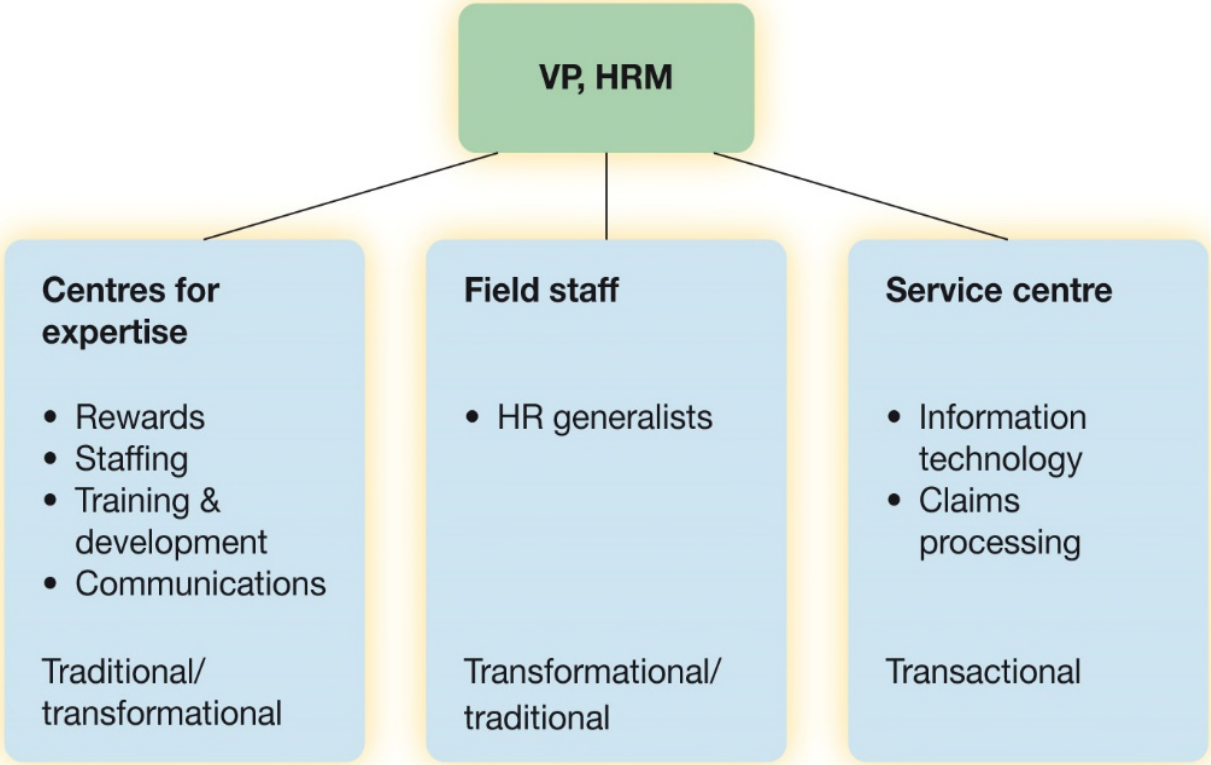 VP, HRM
Centres for
expertise
• Rewards
• Staffing
• Training &
development
• Communications
Traditional/
transformational
Field staff
• HR generalists
Transformational/
traditional
Service centre
• Information
technology
• Claims
processing
Transactional